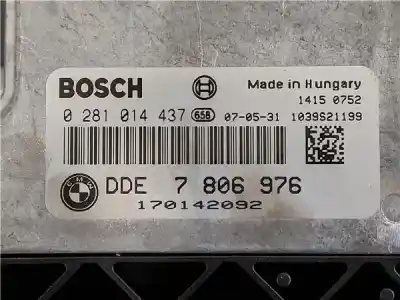 BOSCH
Made in Hungary
1415 0752
0 281 014 437 658 07-05-31 1039S21199
BMW DDE 7 806 976
170142092